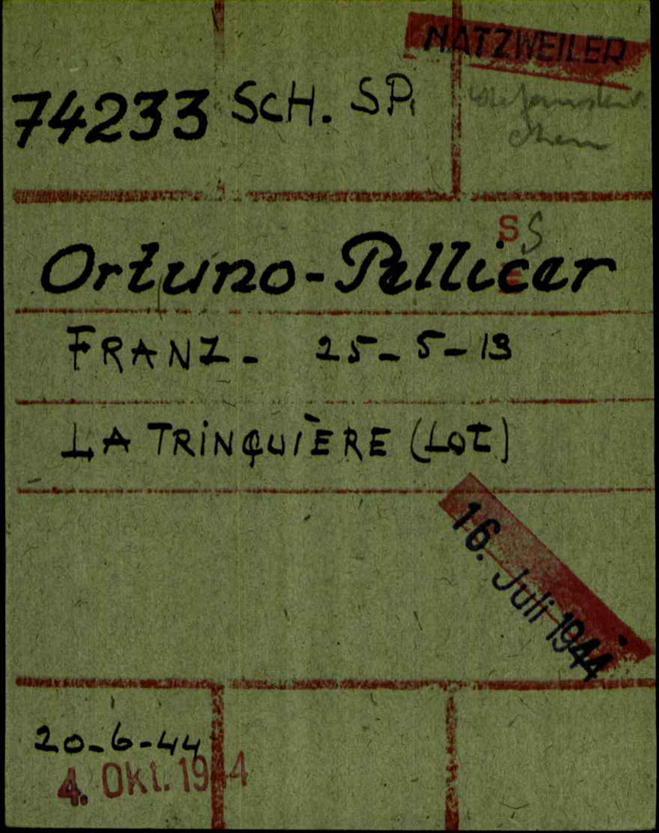 NATZWEILER
74233 SCH. SP.
S S
Ortuno-Pellicer
FRANZ- 25-5-13
LA TRINQUIÈRE (Lot)
16. Juli 1944
20-6-44
4. Okt. 1944